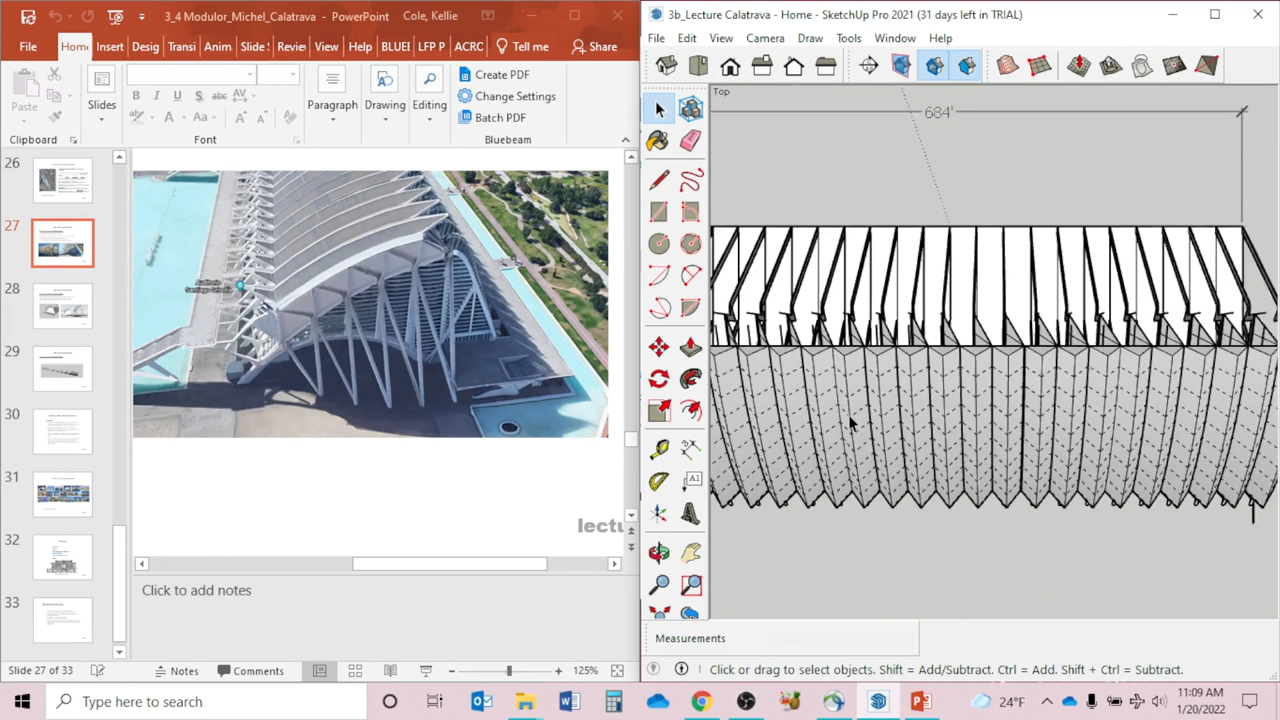 3_4 Modulor_Michel_Calatrava - PowerPoint
Cole, Kellie
File
Home
Insert
Desig
Transi
Anim
Slide
Review
View
Help
BLUEI
LFP P
ACRC
Tell me
Share
Paste
Slides
Paragraph
Drawing
Editing
Create PDF
Change Settings
Batch PDF
Clipboard
Font
Bluebeam
26
27
28
29
30
31
32
33
Click to add notes
Slide 27 of 33
Notes
Comments
125%
3b_Lecture Calatrava - Home - SketchUp Pro 2021 (31 days left in TRIAL)
File Edit View Camera Draw Tools Window Help
Top
684'
A1
Measurements
Click or drag to select objects. Shift = Add/Subtract. Ctrl = Add. Shift + Ctrl = Subtract.
Type here to search
24°F
11:09 AM
1/20/2022